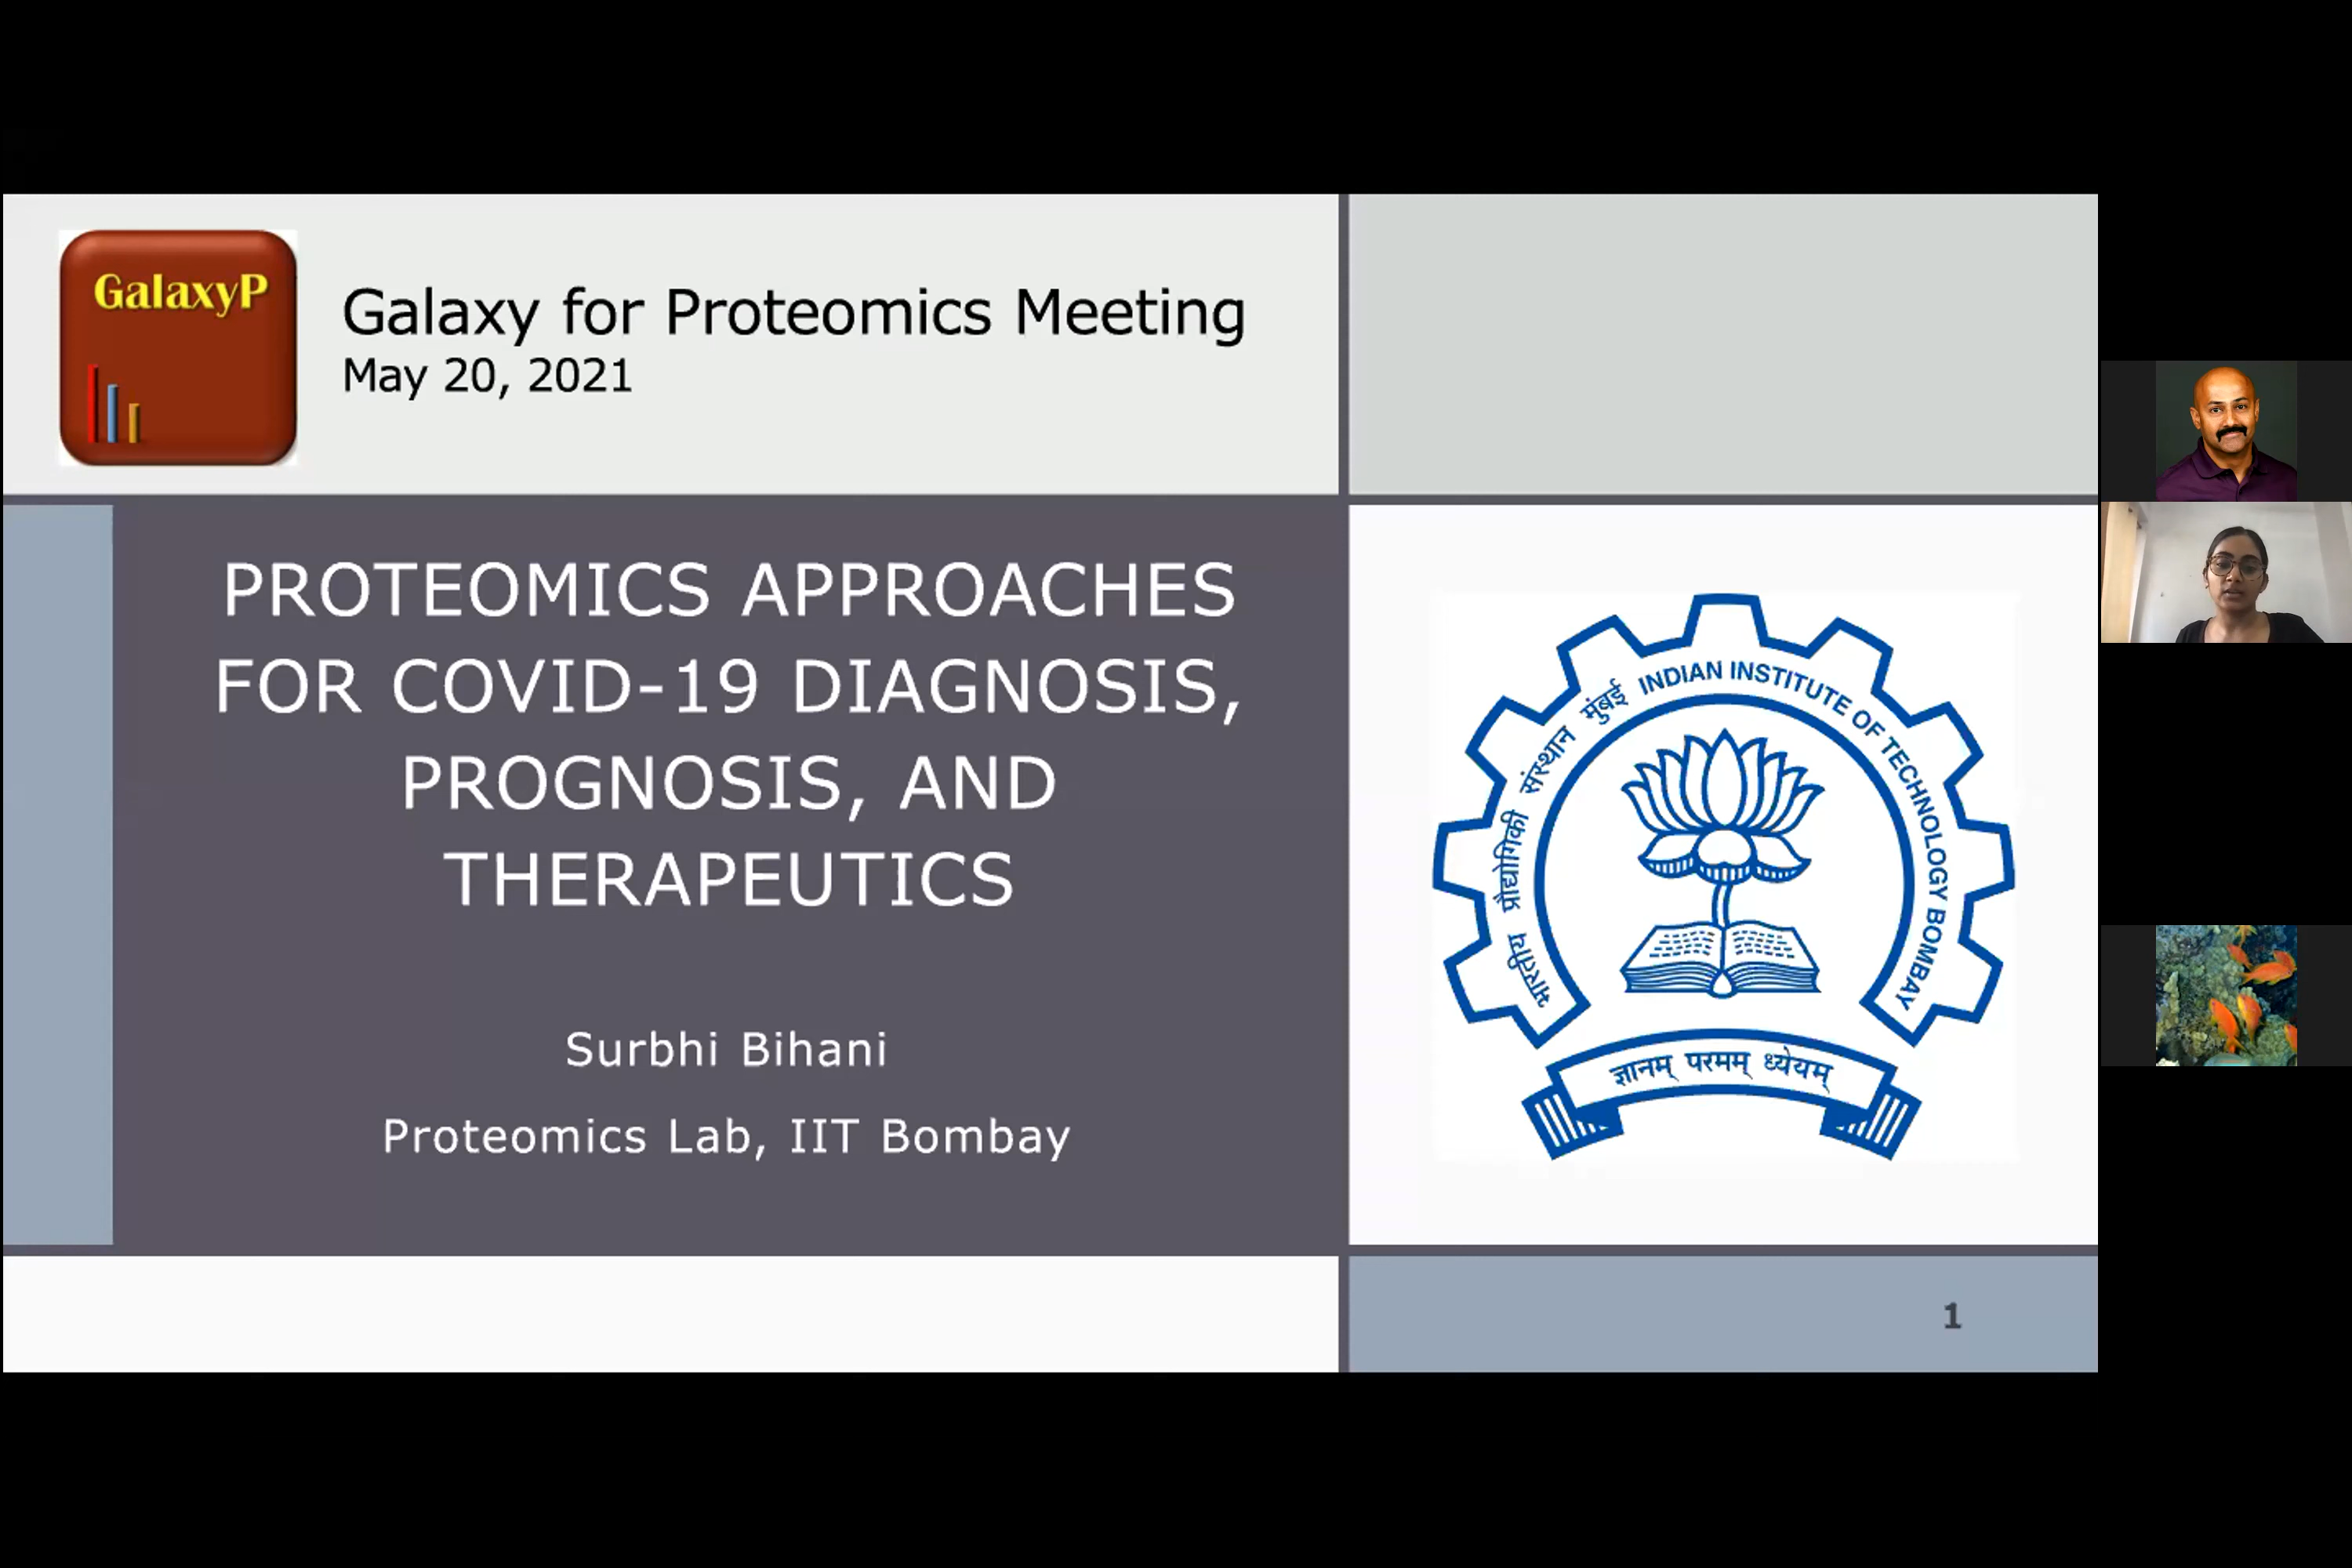 GalaxyP
Galaxy for Proteomics Meeting
May 20, 2021
PROTEOMICS APPROACHES
FOR COVID-19 DIAGNOSIS,
PROGNOSIS, AND
THERAPEUTICS
Surbhi Bihani
Proteomics Lab, IIT Bombay
भारतीय प्रौद्योगिकी संस्थान मुंबई
INDIAN INSTITUTE OF TECHNOLOGY BOMBAY
ज्ञानम् परमम् ध्येयम्
1